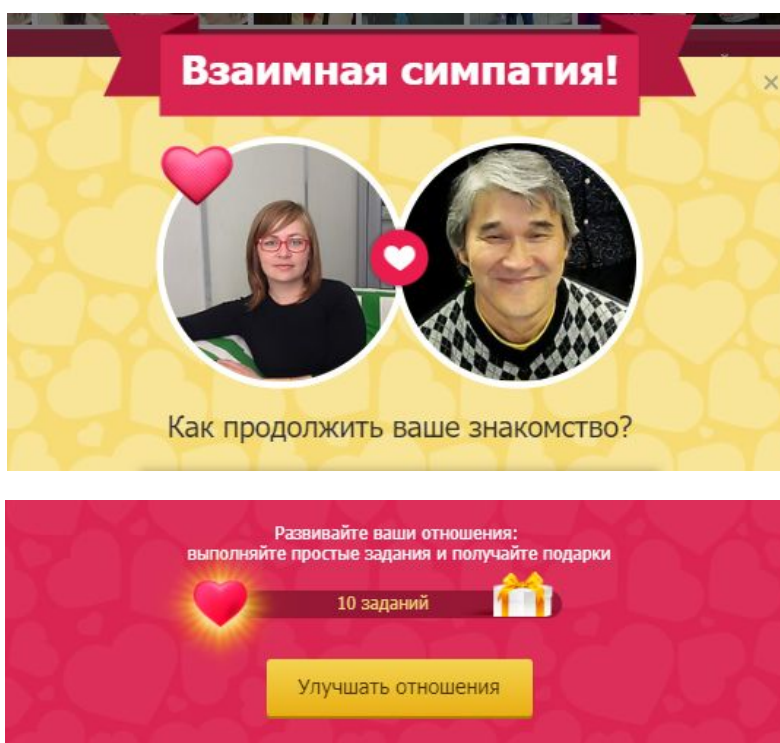 Взаимная симпатия!
Как продолжить ваше знакомство?
Развивайте ваши отношения:
выполняйте простые задания и получайте подарки
10 заданий
Улучшать отношения